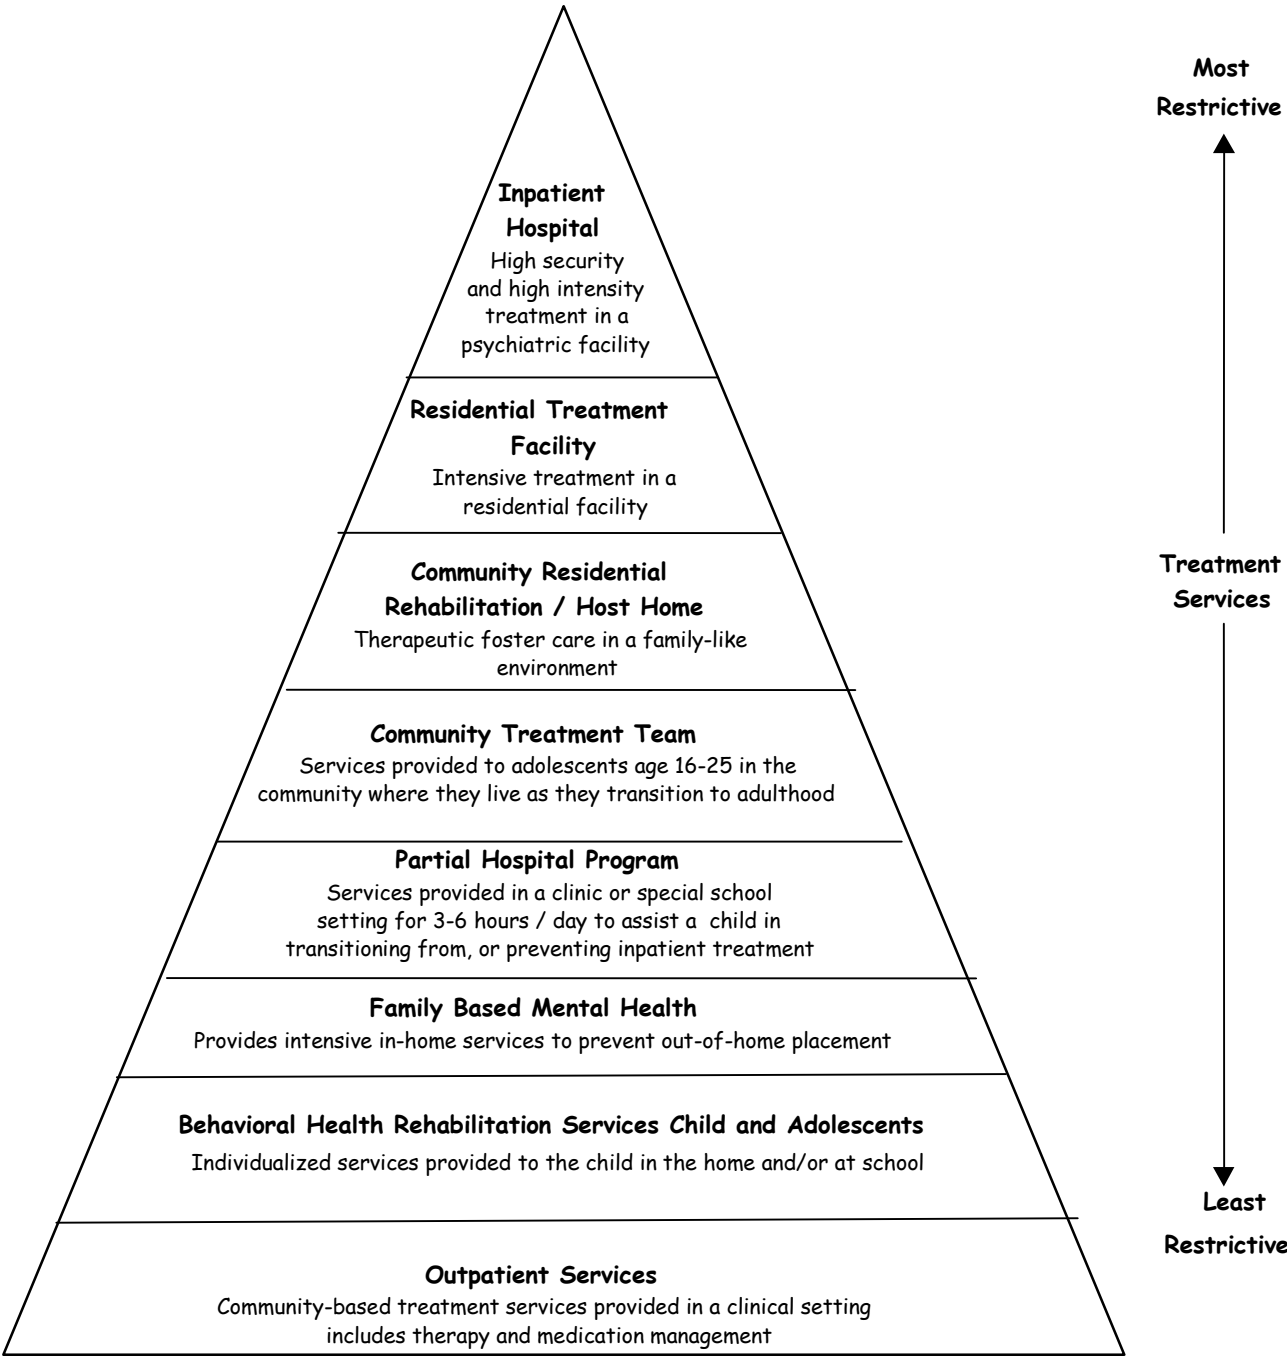 Most
Restrictive
Inpatient
Hospital
High security
and high intensity
treatment in a
psychiatric facility
Residential Treatment
Facility
Intensive treatment in a
residential facility
Treatment
Services
Community Residential
Rehabilitation / Host Home
Therapeutic foster care in a family-like
environment
Community Treatment Team
Services provided to adolescents age 16-25 in the
community where they live as they transition to adulthood
Partial Hospital Program
Services provided in a clinic or special school
setting for 3-6 hours / day to assist a child in
transitioning from, or preventing inpatient treatment
Family Based Mental Health
Provides intensive in-home services to prevent out-of-home placement
Behavioral Health Rehabilitation Services Child and Adolescents
Individualized services provided to the child in the home and/or at school
Least
Restrictive
Outpatient Services
Community-based treatment services provided in a clinical setting
includes therapy and medication management